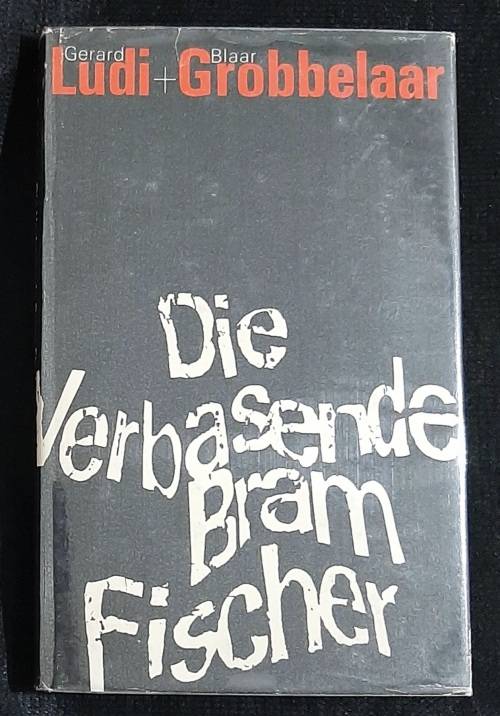 Gerard Blaar
Ludi+Grobbelaar
Die
Verbasende
Bram
Fischer